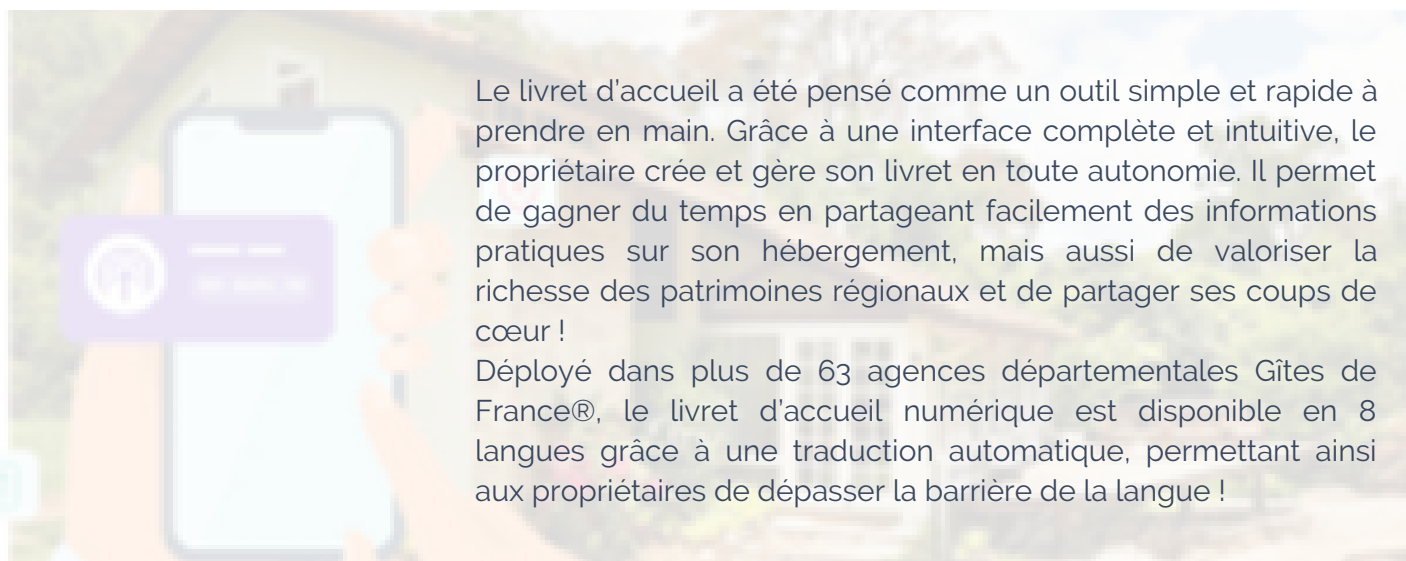 Le livret d'accueil a été pensé comme un outil simple et rapide à
prendre en main. Grâce à une interface complète et intuitive, le
propriétaire crée et gère son livret en toute autonomie. Il permet
de gagner du temps en partageant facilement des informations
pratiques sur son hébergement, mais aussi de valoriser la
richesse des patrimoines régionaux et de partager ses coups de
cœur !
Déployé dans plus de 63 agences départementales Gîtes de
France®, le livret d'accueil numérique est disponible en 8
langues grâce à une traduction automatique, permettant ainsi
aux propriétaires de dépasser la barrière de la langue !